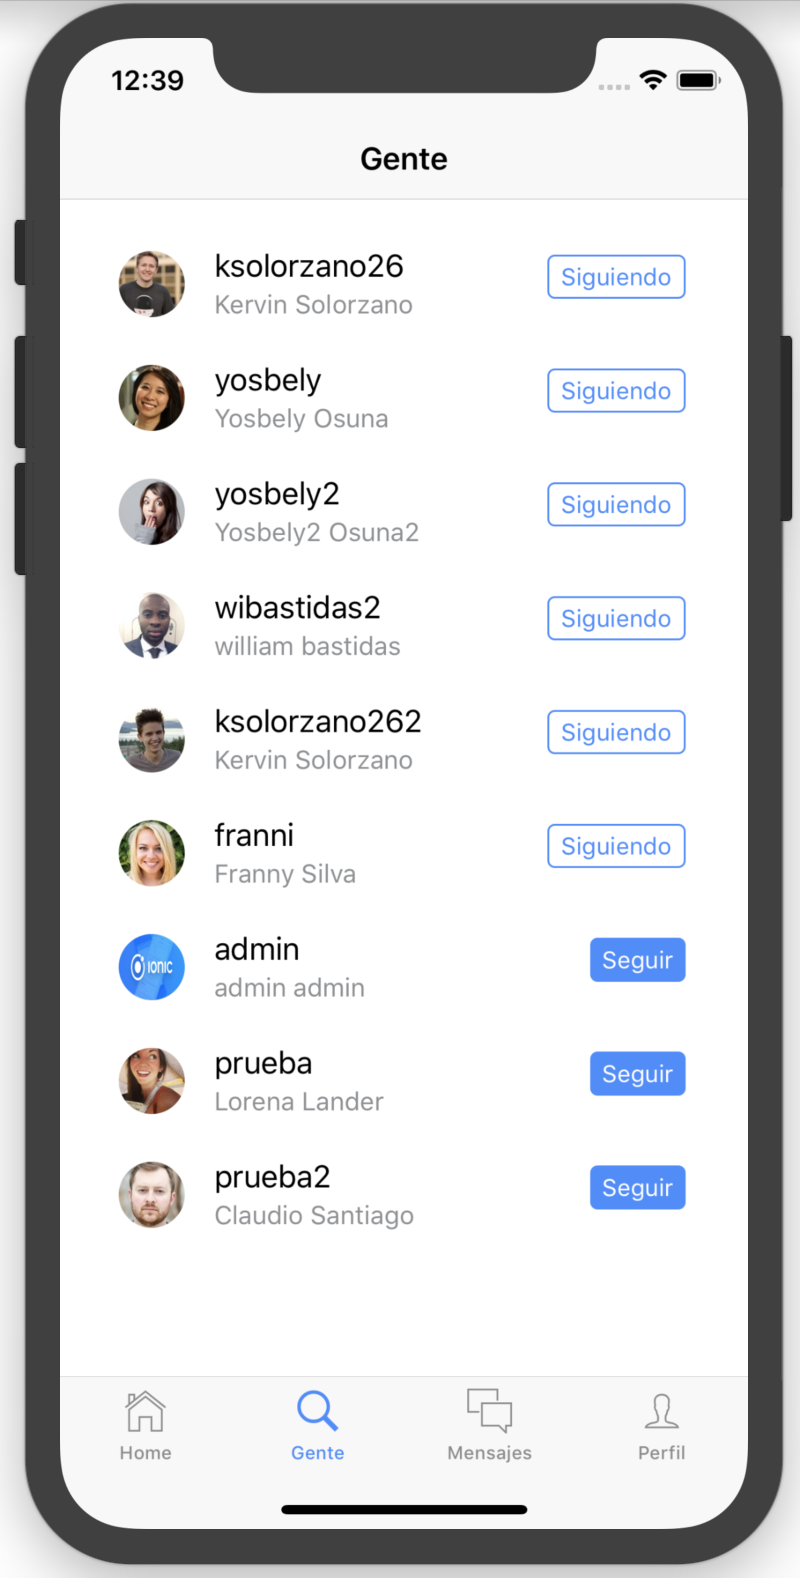 12:39
Gente
ksolorzano26
Kervin Solorzano
Siguiendo
yosbely
Yosbely Osuna
Siguiendo
yosbely2
Yosbely2 Osuna2
Siguiendo
wibastidas2
william bastidas
Siguiendo
ksolorzano262
Kervin Solorzano
Siguiendo
franni
Franny Silva
Siguiendo
IONIC
admin
admin admin
Seguir
prueba
Lorena Lander
Seguir
prueba2
Claudio Santiago
Seguir
Home
Gente
Mensajes
Perfil